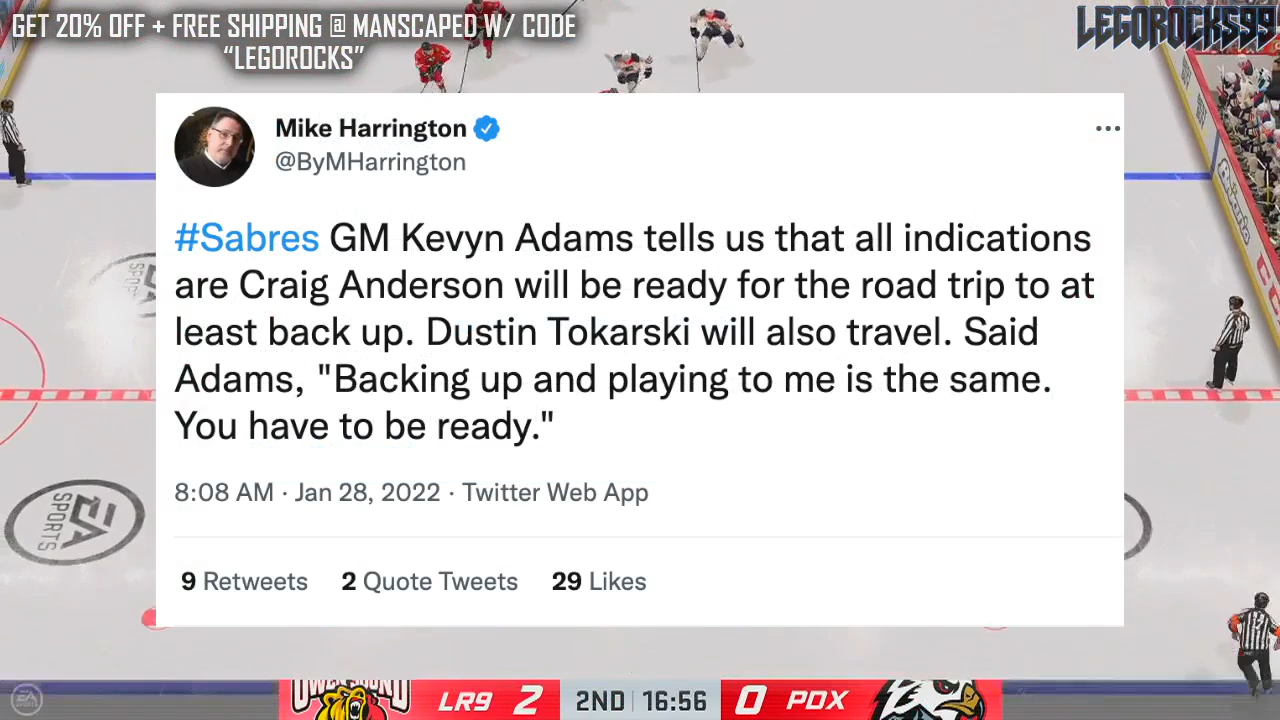 GET 20% OFF + FREE SHIPPING @ MANSCAPED W/ CODE
“LEGOROCKS”
LEGOROCKS99
Mike Harrington
@ByMHarrington
#Sabres GM Kevyn Adams tells us that all indications
are Craig Anderson will be ready for the road trip to at
least back up. Dustin Tokarski will also travel. Said
Adams, "Backing up and playing to me is the same.
You have to be ready."
8:08 AM · Jan 28, 2022 · Twitter Web App
9 Retweets 2 Quote Tweets 29 Likes
EA
SPORTS
LR9 2 2ND 16:56 0 PDX